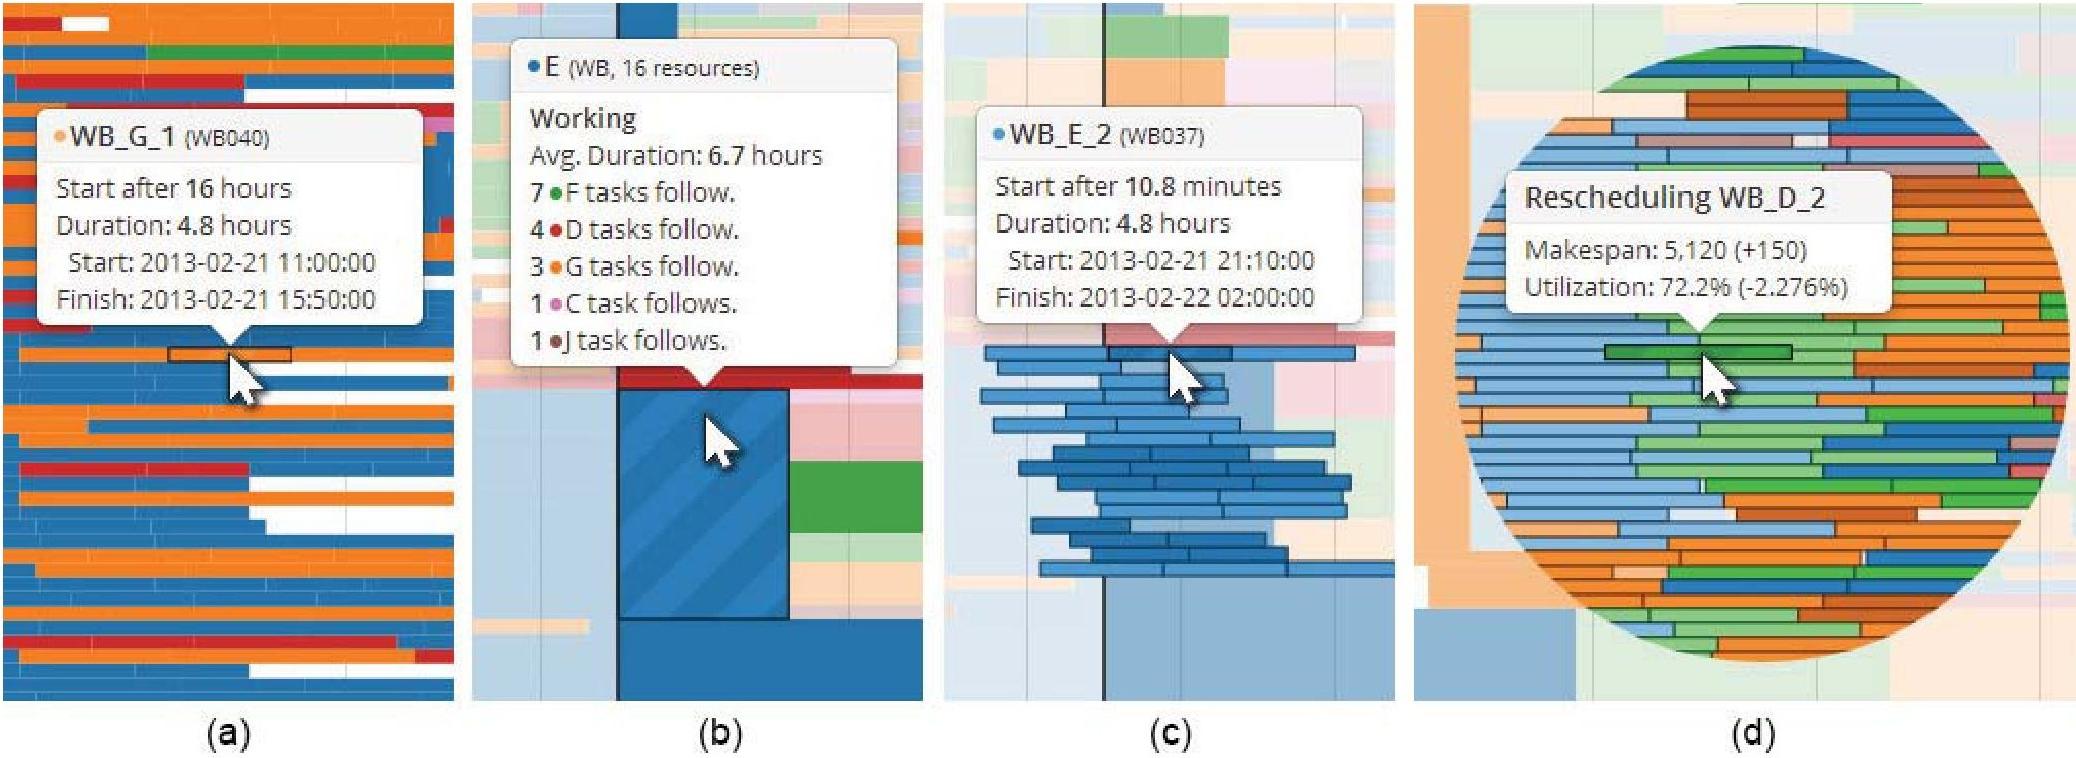 WB_G_1 (WB040)
Start after 16 hours
Duration: 4.8 hours
Start: 2013-02-21 11:00:00
Finish: 2013-02-21 15:50:00
(a)
E (WB, 16 resources)
Working
Avg. Duration: 6.7 hours
7 F tasks follow.
4 D tasks follow.
3 G tasks follow.
1 C task follows.
1 J task follows.
(b)
WB_E_2 (WB037)
Start after 10.8 minutes
Duration: 4.8 hours
Start: 2013-02-21 21:10:00
Finish: 2013-02-22 02:00:00
(c)
Rescheduling WB_D_2
Makespan: 5,120 (+150)
Utilization: 72.2% (-2.276%)
(d)